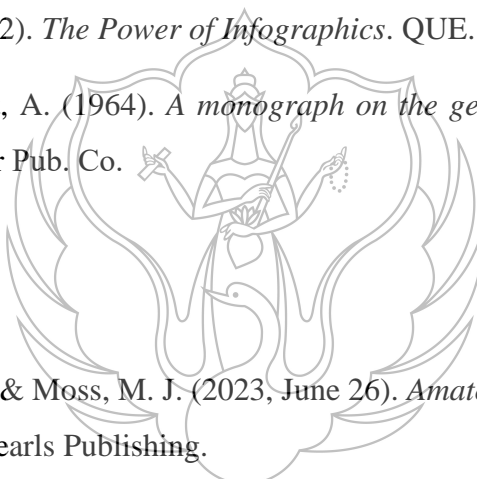 2). The Power of Infographics. QUE.
, A. (1964). A monograph on the ge
r Pub. Co.
& Moss, M. J. (2023, June 26). Amat
earls Publishing.